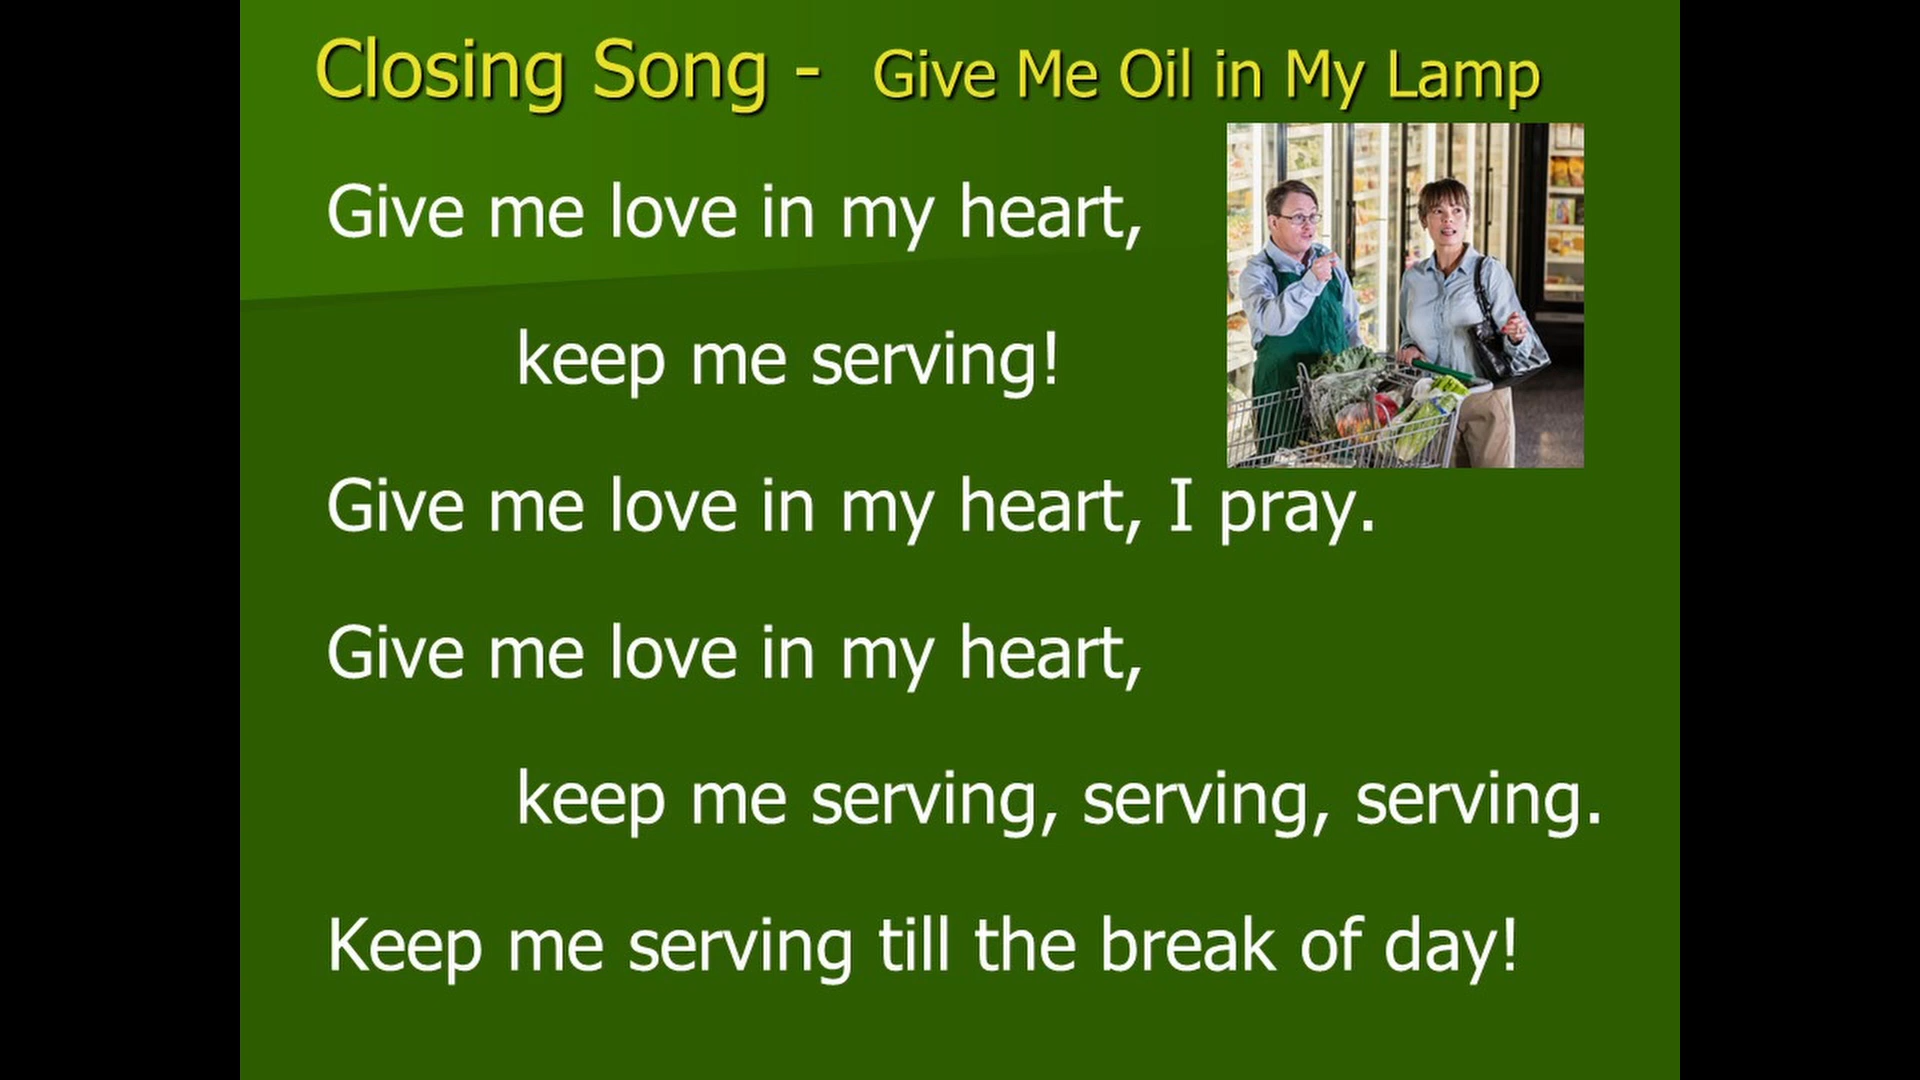 Closing Song - Give Me Oil in My Lamp
Give me love in my heart,
keep me serving!
Give me love in my heart, I pray.
Give me love in my heart,
keep me serving, serving, serving.
Keep me serving till the break of day!